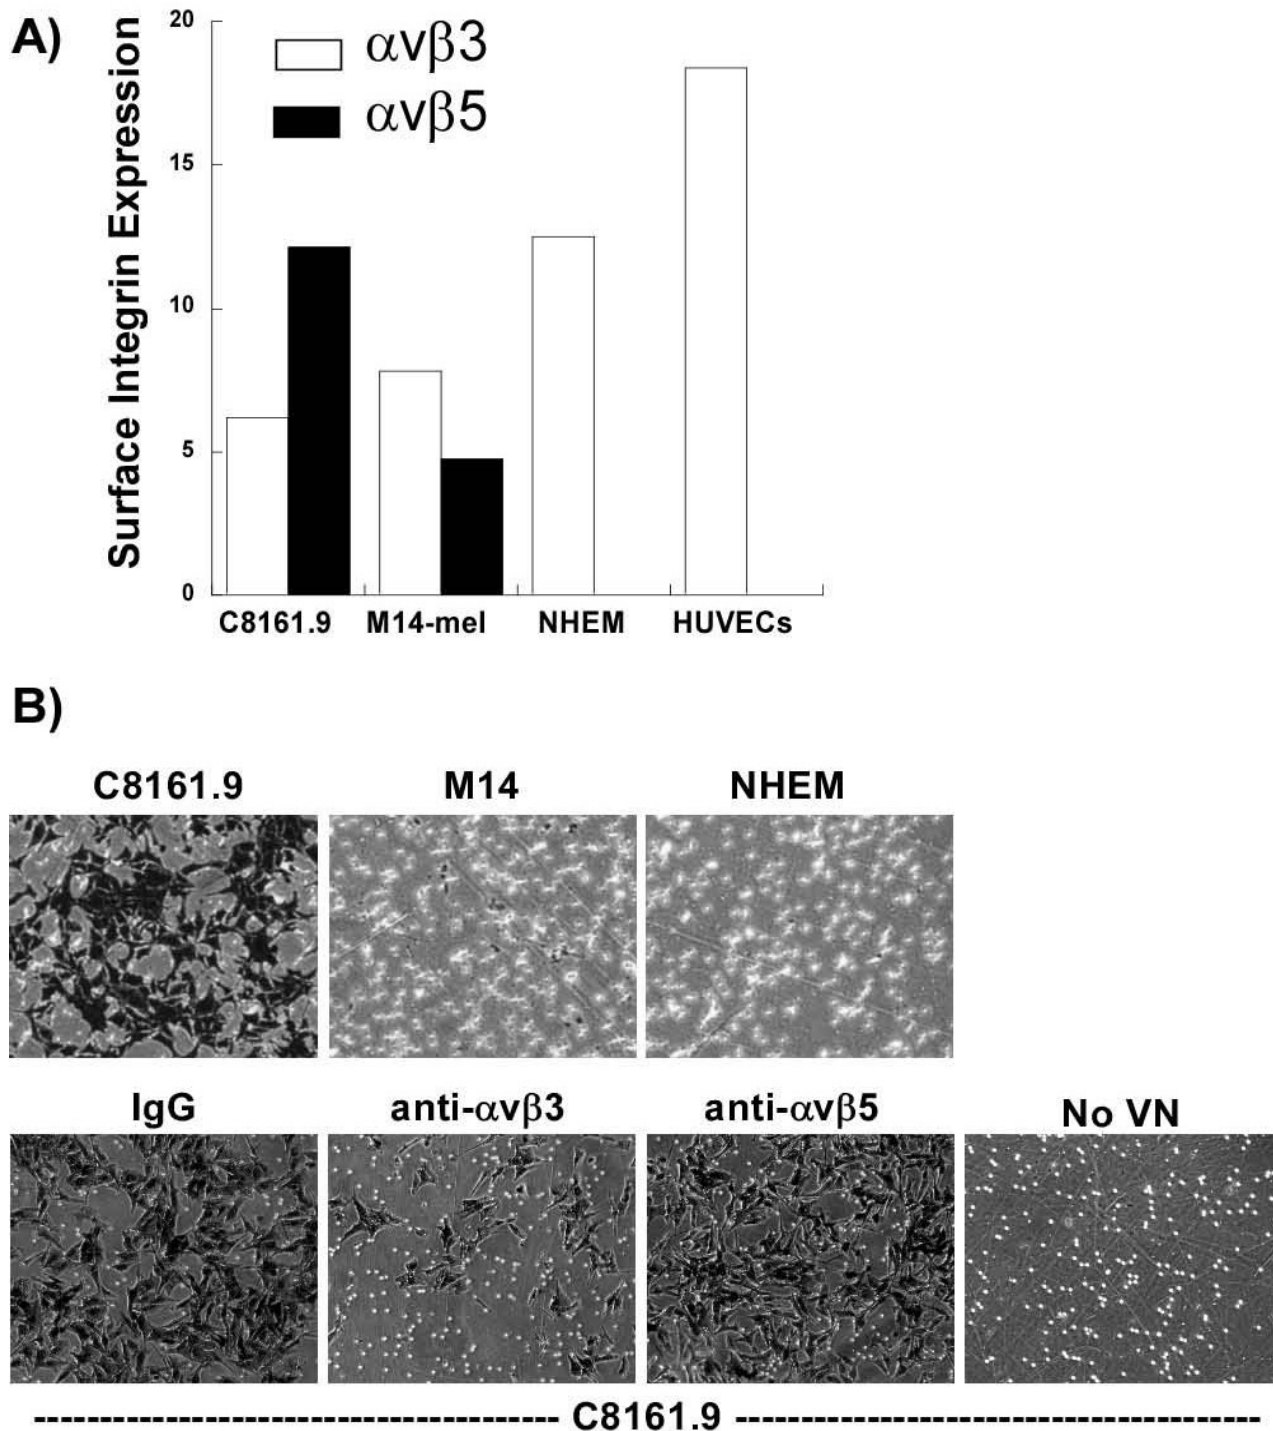 A)
Surface Integrin Expression
20
15
10
5
0
αvβ3
αvβ5
C8161.9 M14-mel NHEM HUVECs
B)
C8161.9 M14 NHEM
IgG anti-αvβ3 anti-αvβ5 No VN
---------------------------------------- C8161.9 ----------------------------------------